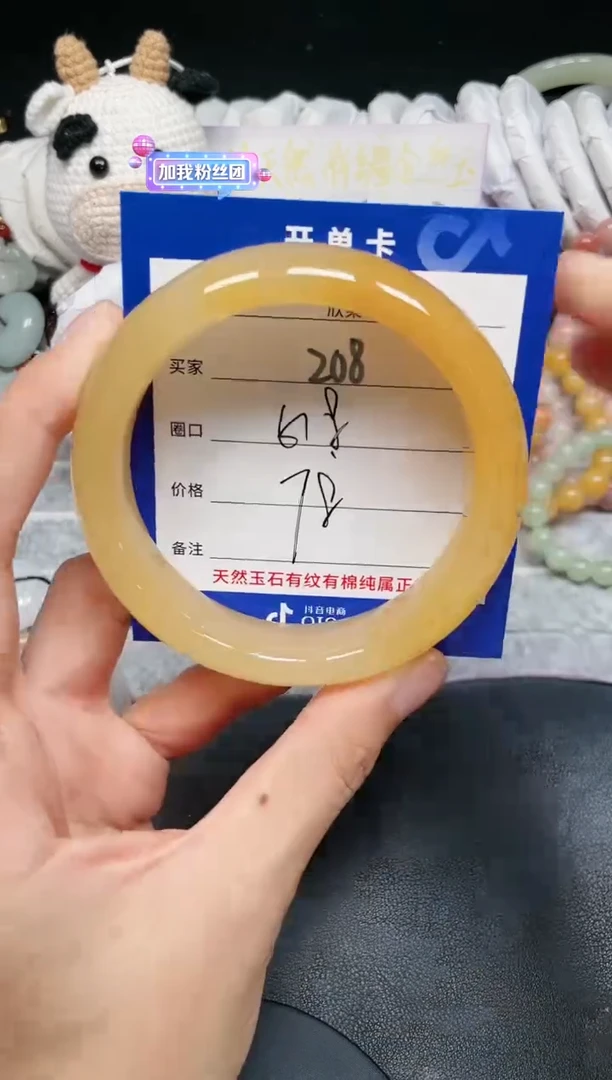 加我粉丝团
开单卡
买家 208
圈口 61.8
价格 78
备注
天然玉石有纹有棉纯属正
抖音电商